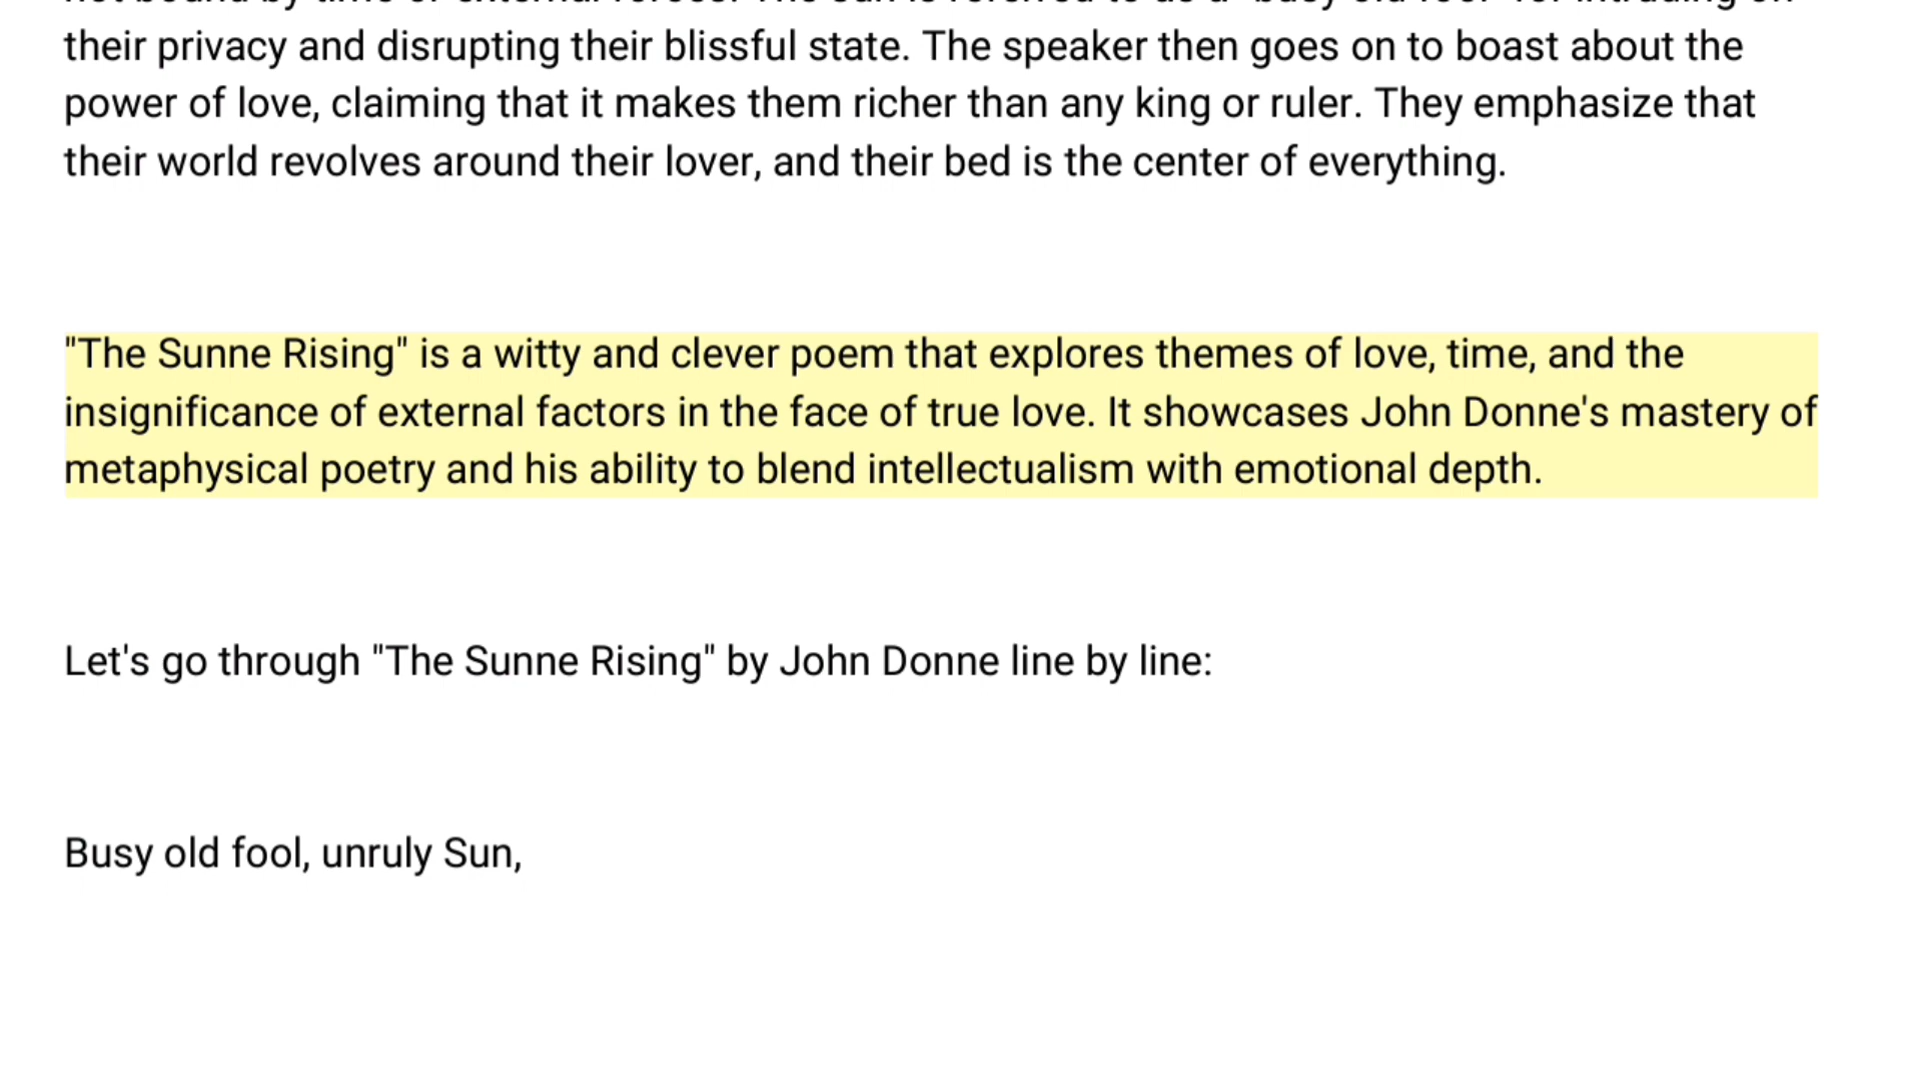 their privacy and disrupting their blissful state. The speaker then goes on to boast about the
power of love, claiming that it makes them richer than any king or ruler. They emphasize that
their world revolves around their lover, and their bed is the center of everything.
"The Sunne Rising" is a witty and clever poem that explores themes of love, time, and the
insignificance of external factors in the face of true love. It showcases John Donne's mastery of
metaphysical poetry and his ability to blend intellectualism with emotional depth.
Let's go through "The Sunne Rising" by John Donne line by line:
Busy old fool, unruly Sun,